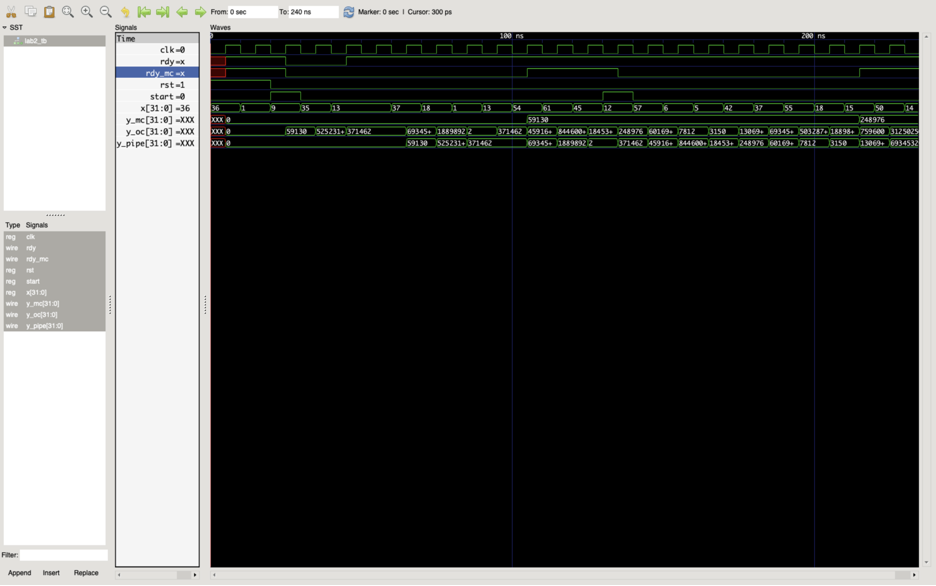 From: 0 sec To: 240 ns Marker: 0 sec | Cursor: 300 ps
SST
lab2_tb
Type Signals
reg clk
wire rdy
wire rdy_mc
reg rst
reg start
reg x[31:0]
wire y_mc[31:0]
wire y_oc[31:0]
wire y_pipe[31:0]
Filter:
Append Insert Replace
Signals
Time
clk=0
rdy=x
rdy_mc=x
rst=1
start=0
x[31:0]=36
y_mc[31:0]=XXX
y_oc[31:0]=XXX
y_pipe[31:0]=XXX
Waves
0 100 ns 200 ns
36 1 9 35 13 37 18 1 13 54 61 45 12 57 6 5 42 37 55 18 15 50 14
XXX 0 59130 248976
XXX 0 59130 525231+ 371462 69345+ 1889892 2 371462 45916+ 844600+ 18453+ 248976 60169+ 7812 3150 13069+ 69345+ 503287+ 18898+ 759600 3125025
XXX 0 59130 525231+ 371462 69345+ 1889892 2 371462 45916+ 844600+ 18453+ 248976 60169+ 7812 3150 13069+ 6934532